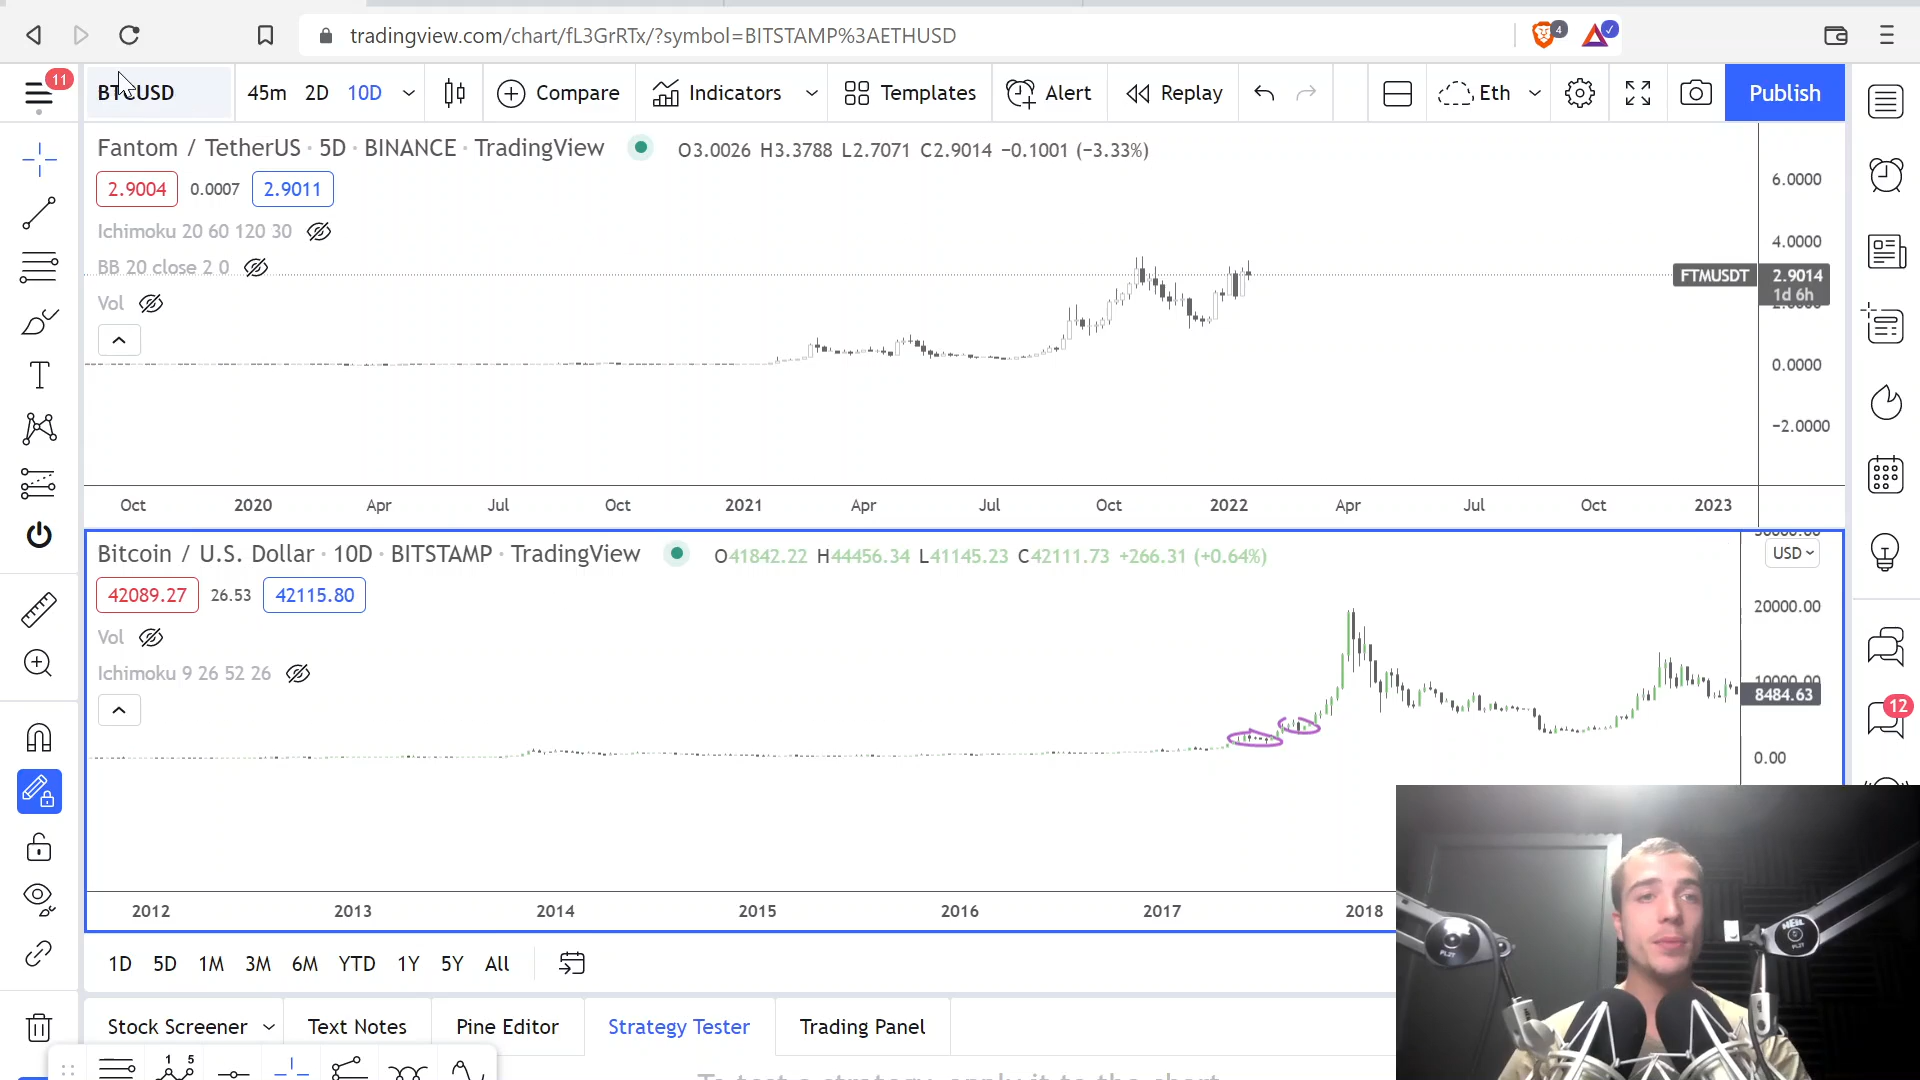 tradingview.com/chart/fL3GrRTx/?symbol=BITSTAMP%3AETHUSD
4
11
BTCUSD
45m 2D 10D
Compare
Indicators
Templates
Alert
Replay
Eth
Publish
Fantom / TetherUS · 5D · BINANCE · TradingView
O3.0026 H3.3788 L2.7071 C2.9014 −0.1001 (−3.33%)
2.9004 0.0007 2.9011
Ichimoku 20 60 120 30
BB 20 close 2 0
Vol
6.0000
4.0000
FTMUSDT 2.9014
1d 6h
0.0000
−2.0000
Oct 2020 Apr Jul Oct 2021 Apr Jul Oct 2022 Apr Jul Oct 2023
Bitcoin / U.S. Dollar · 10D · BITSTAMP · TradingView
O41842.22 H44456.34 L41145.23 C42111.73 +266.31 (+0.64%)
USD
42089.27 26.53 42115.80
Vol
Ichimoku 9 26 52 26
20000.00
8484.63
0.00
12
2012 2013 2014 2015 2016 2017 2018
1D 5D 1M 3M 6M YTD 1Y 5Y All
Stock Screener Text Notes Pine Editor Strategy Tester Trading Panel
1 5
HEIL
PL2T